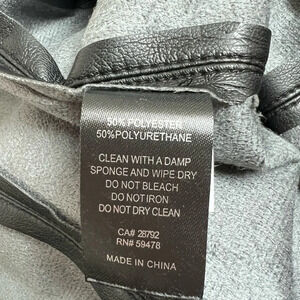 50% POLYESTER
50% POLYURETHANE
CLEAN WITH A DAMP
SPONGE AND WIPE DRY
DO NOT BLEACH
DO NOT IRON
DO NOT DRY CLEAN
CA# 28792
RN# 59478
MADE IN CHINA